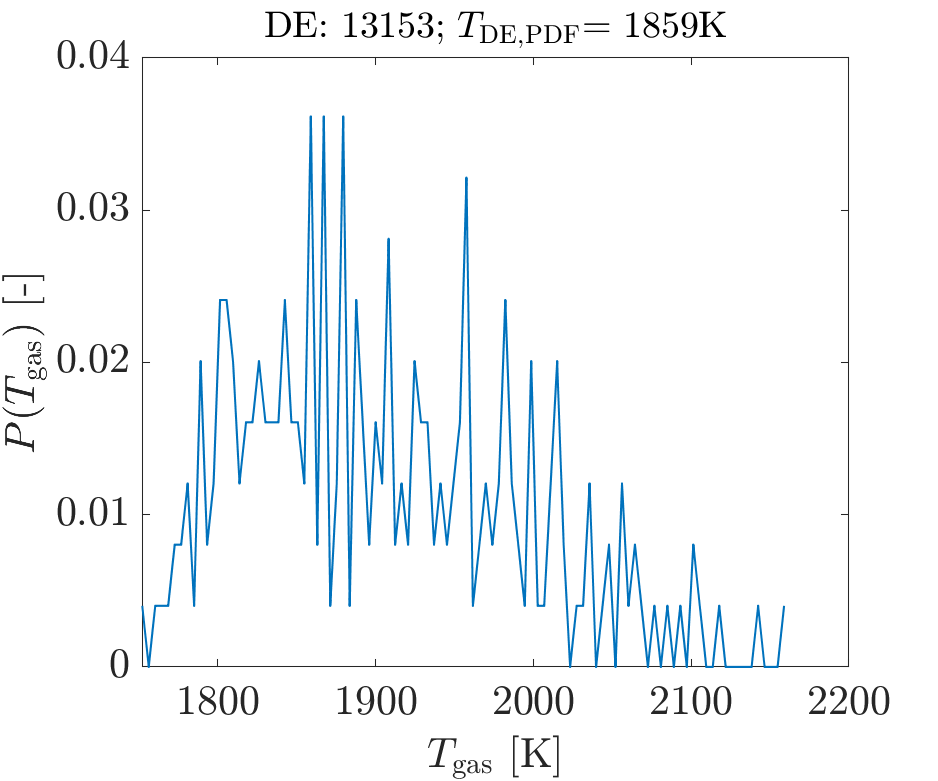 DE: 13153; T_DE,PDF= 1859K
0.04
0.03
0.02
0.01
0
P(T_gas) [-]
1800 1900 2000 2100 2200
T_gas [K]